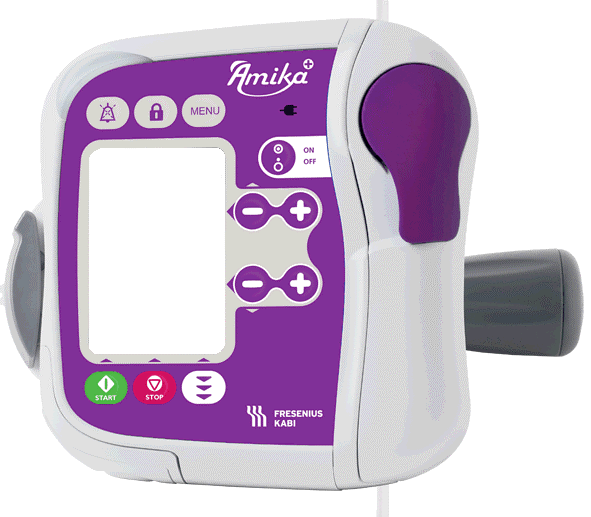 Amika+
MENU
ON
OFF
START
STOP
FRESENIUS
KABI